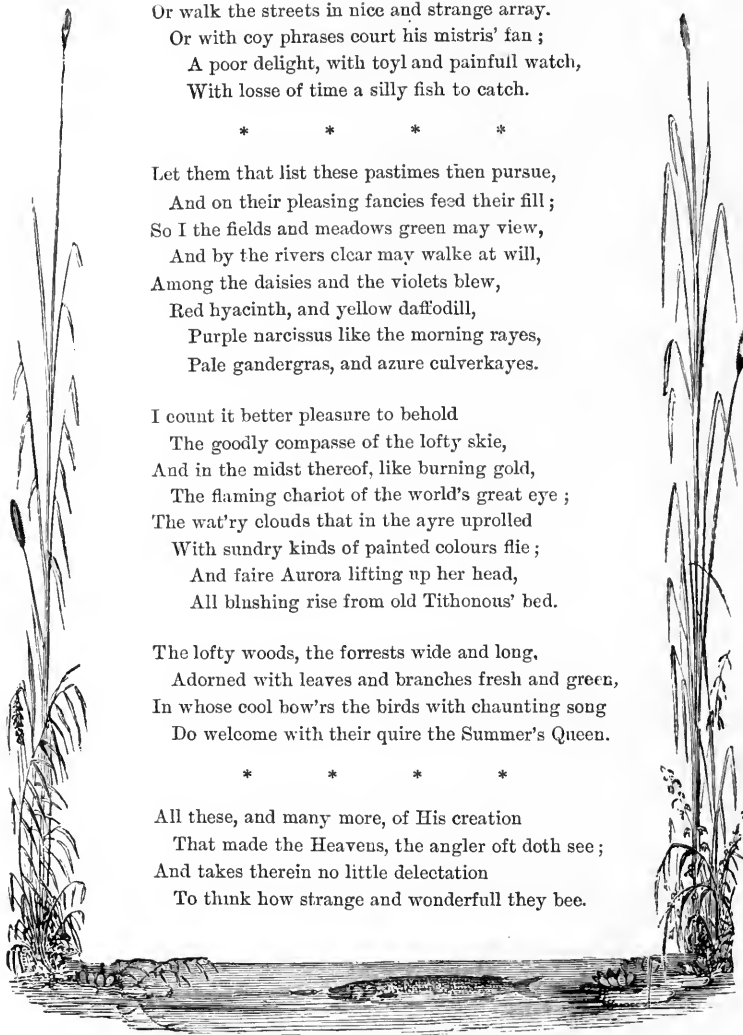 Or walk the streets in nice and strange array.
Or with coy phrases court his mistris' fan ;
A poor delight, with toyl and painfull watch,
With losse of time a silly fish to catch.
* * * *
Let them that list these pastimes then pursue,
And on their pleasing fancies feed their fill ;
So I the fields and meadows green may view,
And by the rivers clear may walke at will,
Among the daisies and the violets blew,
Red hyacinth, and yellow daffodill,
Purple narcissus like the morning rayes,
Pale gandergras, and azure culverkayes.
I count it better pleasure to behold
The goodly compasse of the lofty skie,
And in the midst thereof, like burning gold,
The flaming chariot of the world's great eye ;
The wat'ry clouds that in the ayre uprolled
With sundry kinds of painted colours flie ;
And faire Aurora lifting up her head,
All blushing rise from old Tithonous' bed.
The lofty woods, the forrests wide and long,
Adorned with leaves and branches fresh and green,
In whose cool bow'rs the birds with chaunting song
Do welcome with their quire the Summer's Queen.
* * * *
All these, and many more, of His creation
That made the Heavens, the angler oft doth see ;
And takes therein no little delectation
To think how strange and wonderfull they bee.